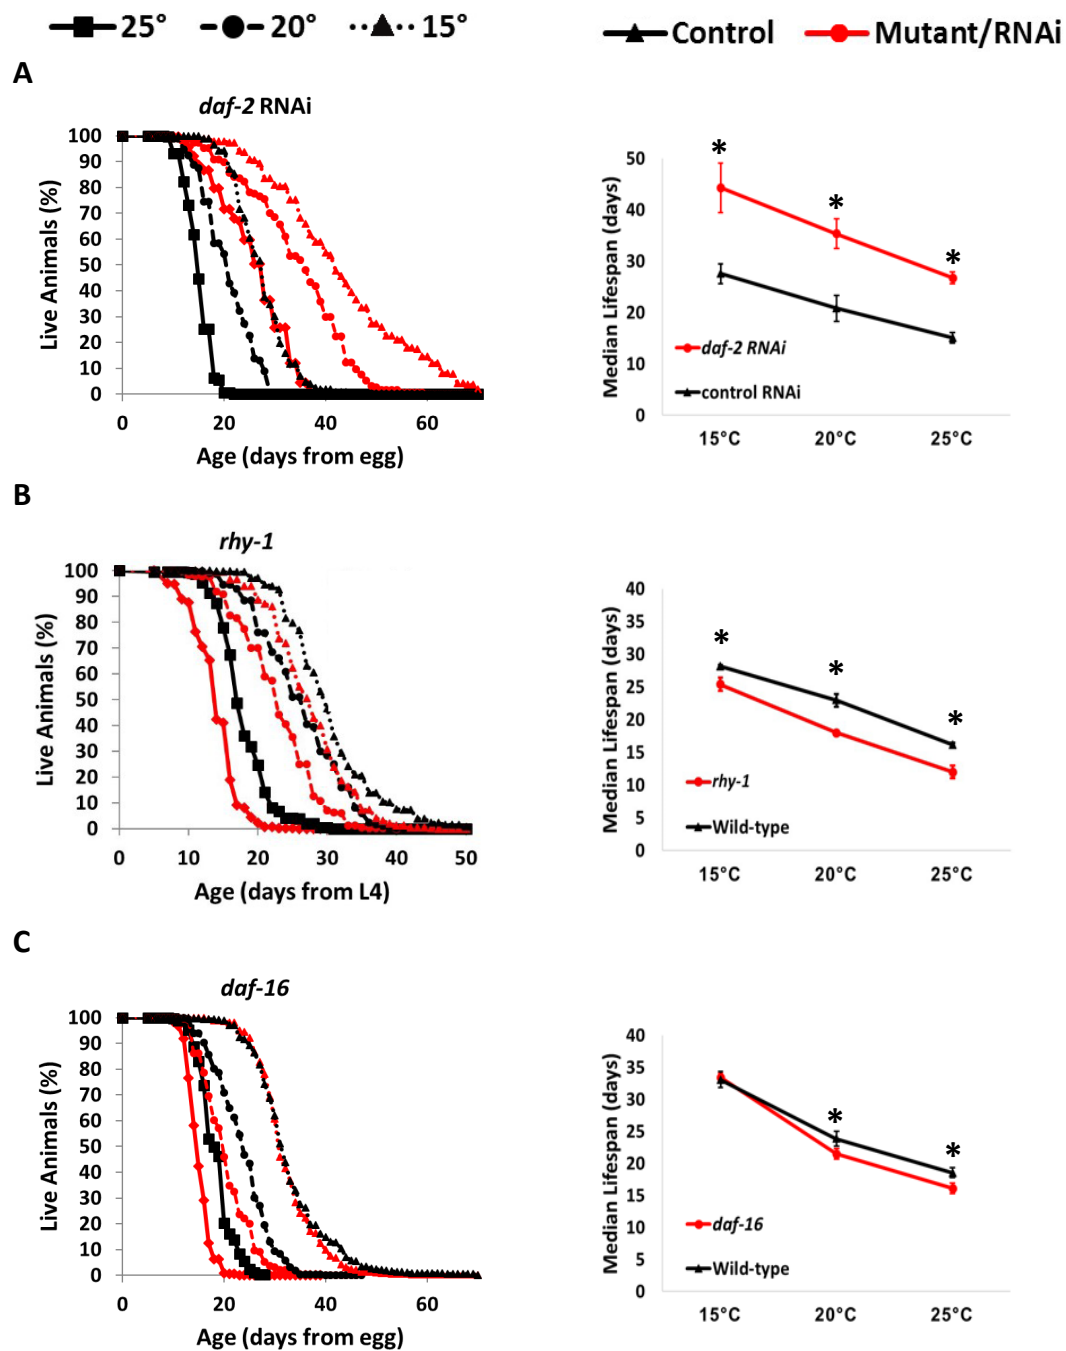 25° 20° 15° Control Mutant/RNAi
A
daf-2 RNAi
100
90
80
70
60
50
40
30
20
10
0
Live Animals (%)
0 20 40 60
Age (days from egg)
50
40
30
20
10
0
Median Lifespan (days)
* * *
daf-2 RNAi
control RNAi
15°C 20°C 25°C
B
rhy-1
100
90
80
70
60
50
40
30
20
10
0
Live Animals (%)
0 10 20 30 40 50
Age (days from L4)
40
35
30
25
20
15
10
5
0
Median Lifespan (days)
* * *
rhy-1
Wild-type
15°C 20°C 25°C
C
daf-16
100
90
80
70
60
50
40
30
20
10
0
Live Animals (%)
0 20 40 60
Age (days from egg)
40
35
30
25
20
15
10
5
0
Median Lifespan (days)
* *
daf-16
Wild-type
15°C 20°C 25°C